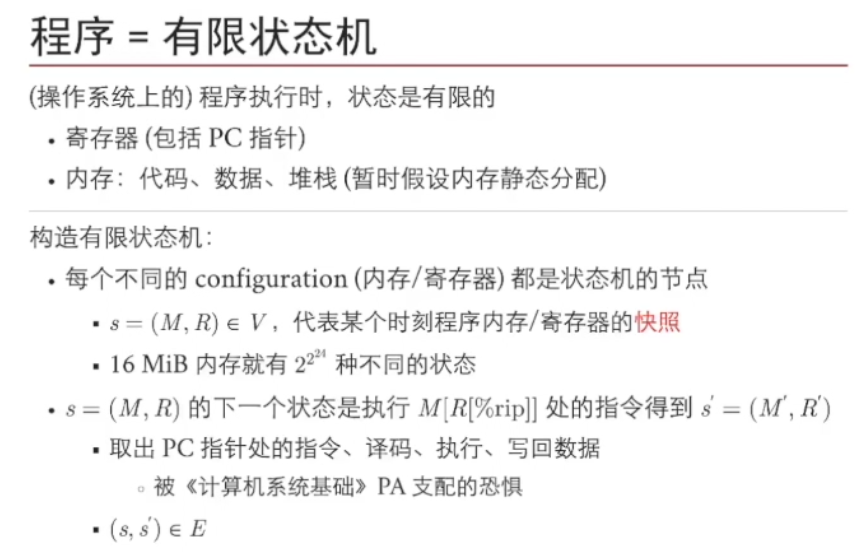 程序 = 有限状态机
(操作系统上的) 程序执行时，状态是有限的
• 寄存器 (包括 PC 指针)
• 内存：代码、数据、堆栈 (暂时假设内存静态分配)
构造有限状态机：
• 每个不同的 configuration (内存/寄存器) 都是状态机的节点
▪ s = (M, R) ∈ V，代表某个时刻程序内存/寄存器的快照
▪ 16 MiB 内存就有 2^{2^{24}} 种不同的状态
• s = (M, R) 的下一个状态是执行 M[R[%rip]] 处的指令得到 s′ = (M′, R′)
▪ 取出 PC 指针处的指令、译码、执行、写回数据
◦ 被《计算机系统基础》PA 支配的恐惧
▪ (s, s′) ∈ E